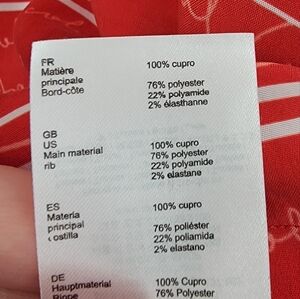 FR
Matière 100% cupro
principale 76% polyester
Bord-côte 22% polyamide
2% élasthanne
GB
US 100% cupro
Main material 76% polyester
rib 22% polyamide
2% elastane
ES
Materia 100% cupro
principal 76% poliéster
costilla 22% poliamida
2% elastano
DE
Hauptmaterial 100% Cupro
Rippe 76% Polyester